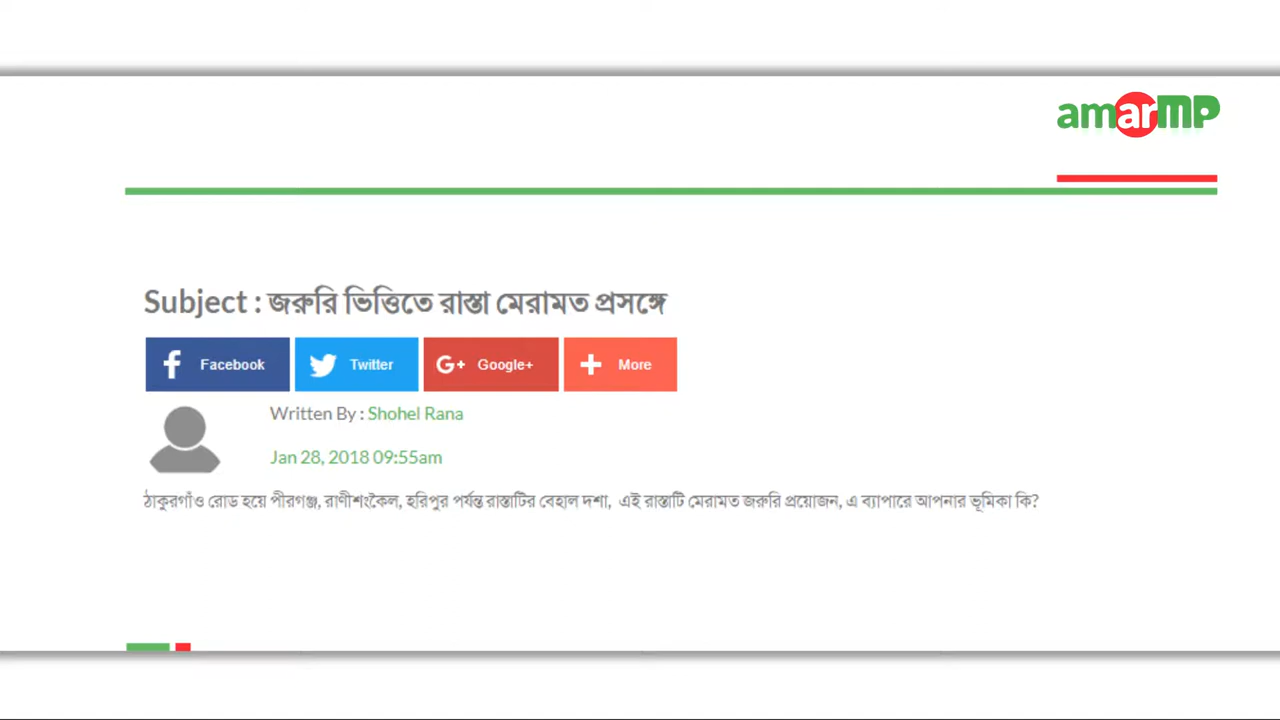 amarMP
Subject : জরুরি ভিত্তিতে রাস্তা মেরামত প্রসঙ্গে
Facebook Twitter G+ Google+ More
Written By : Shohel Rana
Jan 28, 2018 09:55am
ঠাকুরগাঁও রোড হয়ে পীরগঞ্জ, রাণীশংকৈল, হরিপুর পর্যন্ত রাস্তাটির বেহাল দশা, এই রাস্তাটি মেরামত জরুরি প্রয়োজন, এ ব্যাপারে আপনার ভূমিকা কি?